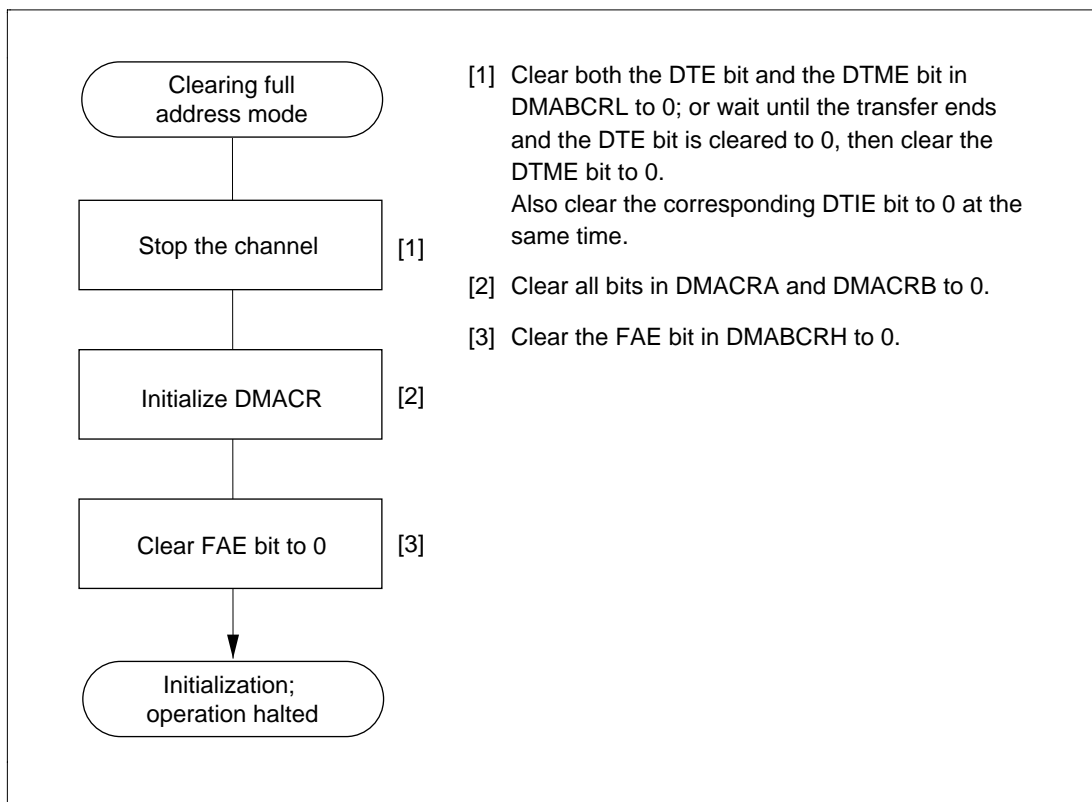 Clearing full
address mode
Stop the channel
[1]
Initialize DMACR
[2]
Clear FAE bit to 0
[3]
Initialization;
operation halted
[1] Clear both the DTE bit and the DTME bit in
DMABCRL to 0; or wait until the transfer ends
and the DTE bit is cleared to 0, then clear the
DTME bit to 0.
Also clear the corresponding DTIE bit to 0 at the
same time.
[2] Clear all bits in DMACRA and DMACRB to 0.
[3] Clear the FAE bit in DMABCRH to 0.